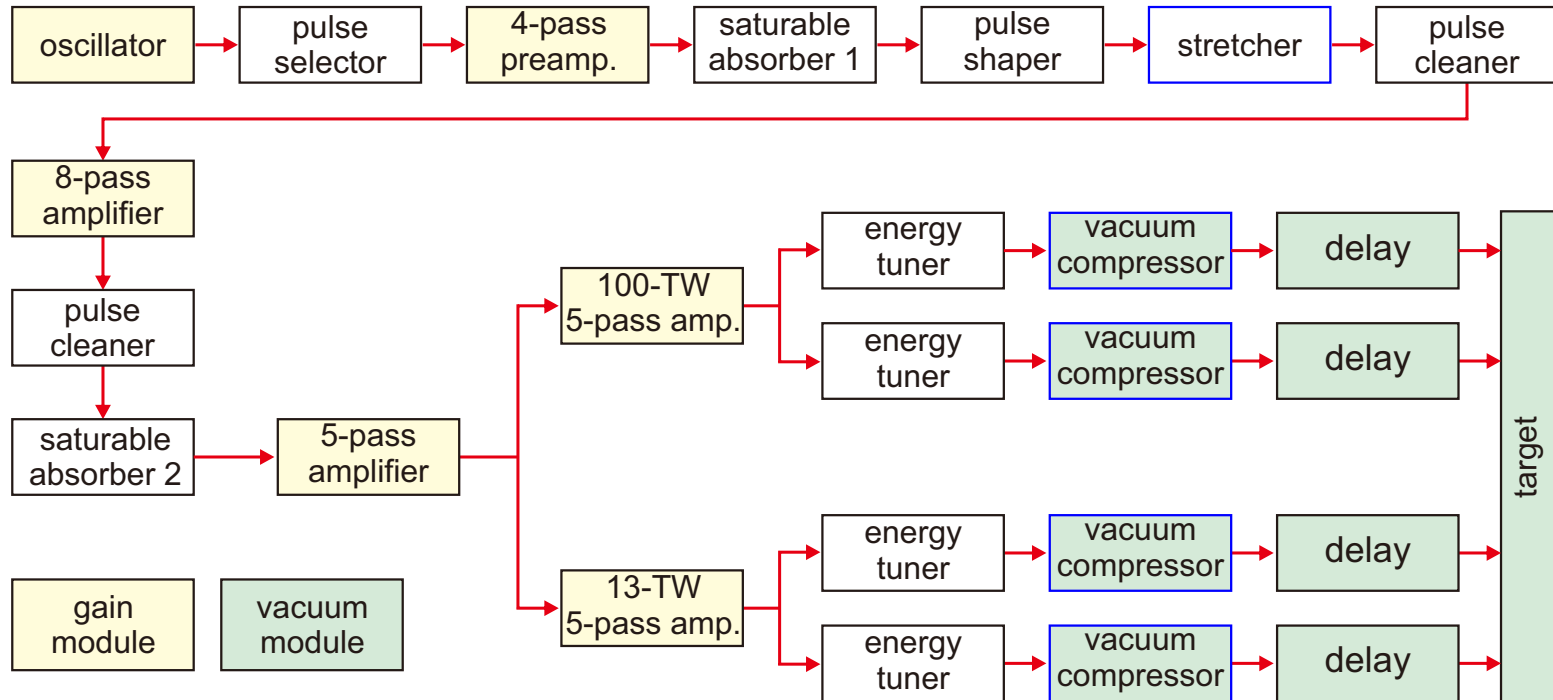 oscillator
pulse
selector
4-pass
preamp.
saturable
absorber 1
pulse
shaper
stretcher
pulse
cleaner
8-pass
amplifier
pulse
cleaner
saturable
absorber 2
5-pass
amplifier
100-TW
5-pass amp.
energy
tuner
vacuum
compressor
delay
energy
tuner
vacuum
compressor
delay
13-TW
5-pass amp.
energy
tuner
vacuum
compressor
delay
energy
tuner
vacuum
compressor
delay
target
gain
module
vacuum
module